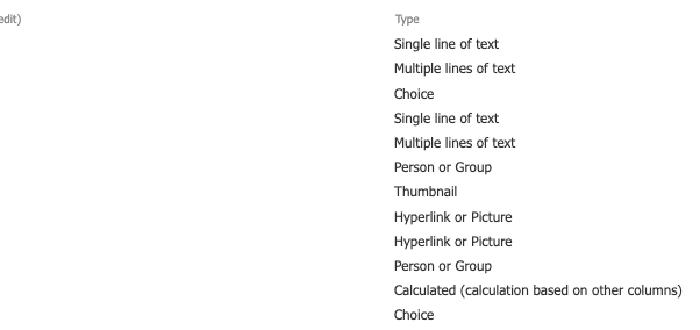 edit)
Type
Single line of text
Multiple lines of text
Choice
Single line of text
Multiple lines of text
Person or Group
Thumbnail
Hyperlink or Picture
Hyperlink or Picture
Person or Group
Calculated (calculation based on other columns)
Choice